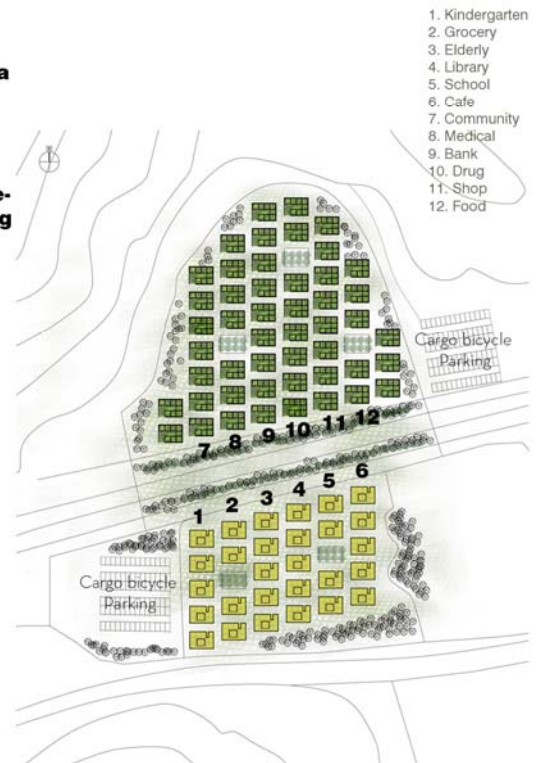 1. Kindergarten
2. Grocery
3. Elderly
4. Library
5. School
6. Cafe
7. Community
8. Medical
9. Bank
10. Drug
11. Shop
12. Food
a
e-
g
Cargo bicycle
Parking
7 8 9 10 11 12
1 2 3 4 5 6
Cargo bicycle
Parking